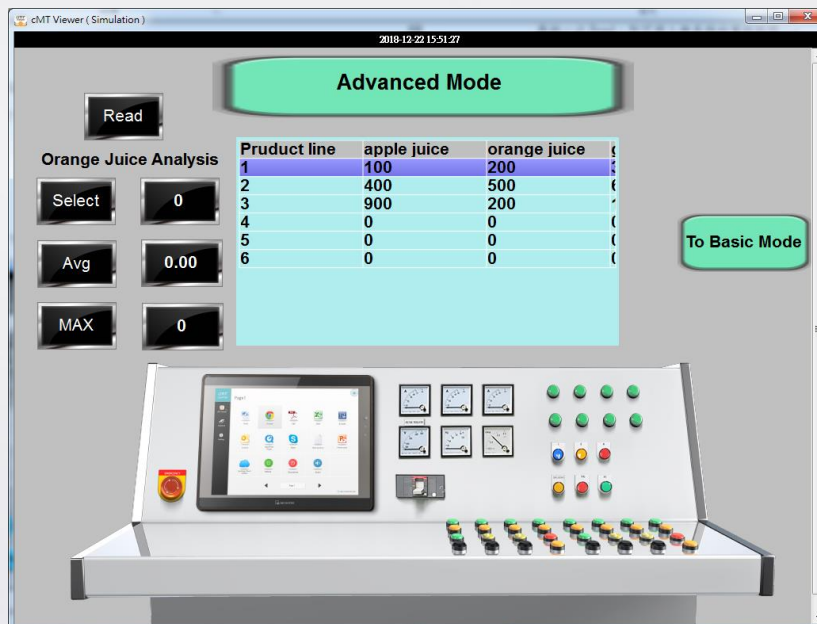 cMT Viewer ( Simulation )
2018-12-22 15:51:27
Advanced Mode
Read
Orange Juice Analysis
Select 0
Avg 0.00
MAX 0
Pruduct line apple juice orange juice
1 100 200
2 400 500
3 900 200
4 0 0
5 0 0
6 0 0
To Basic Mode